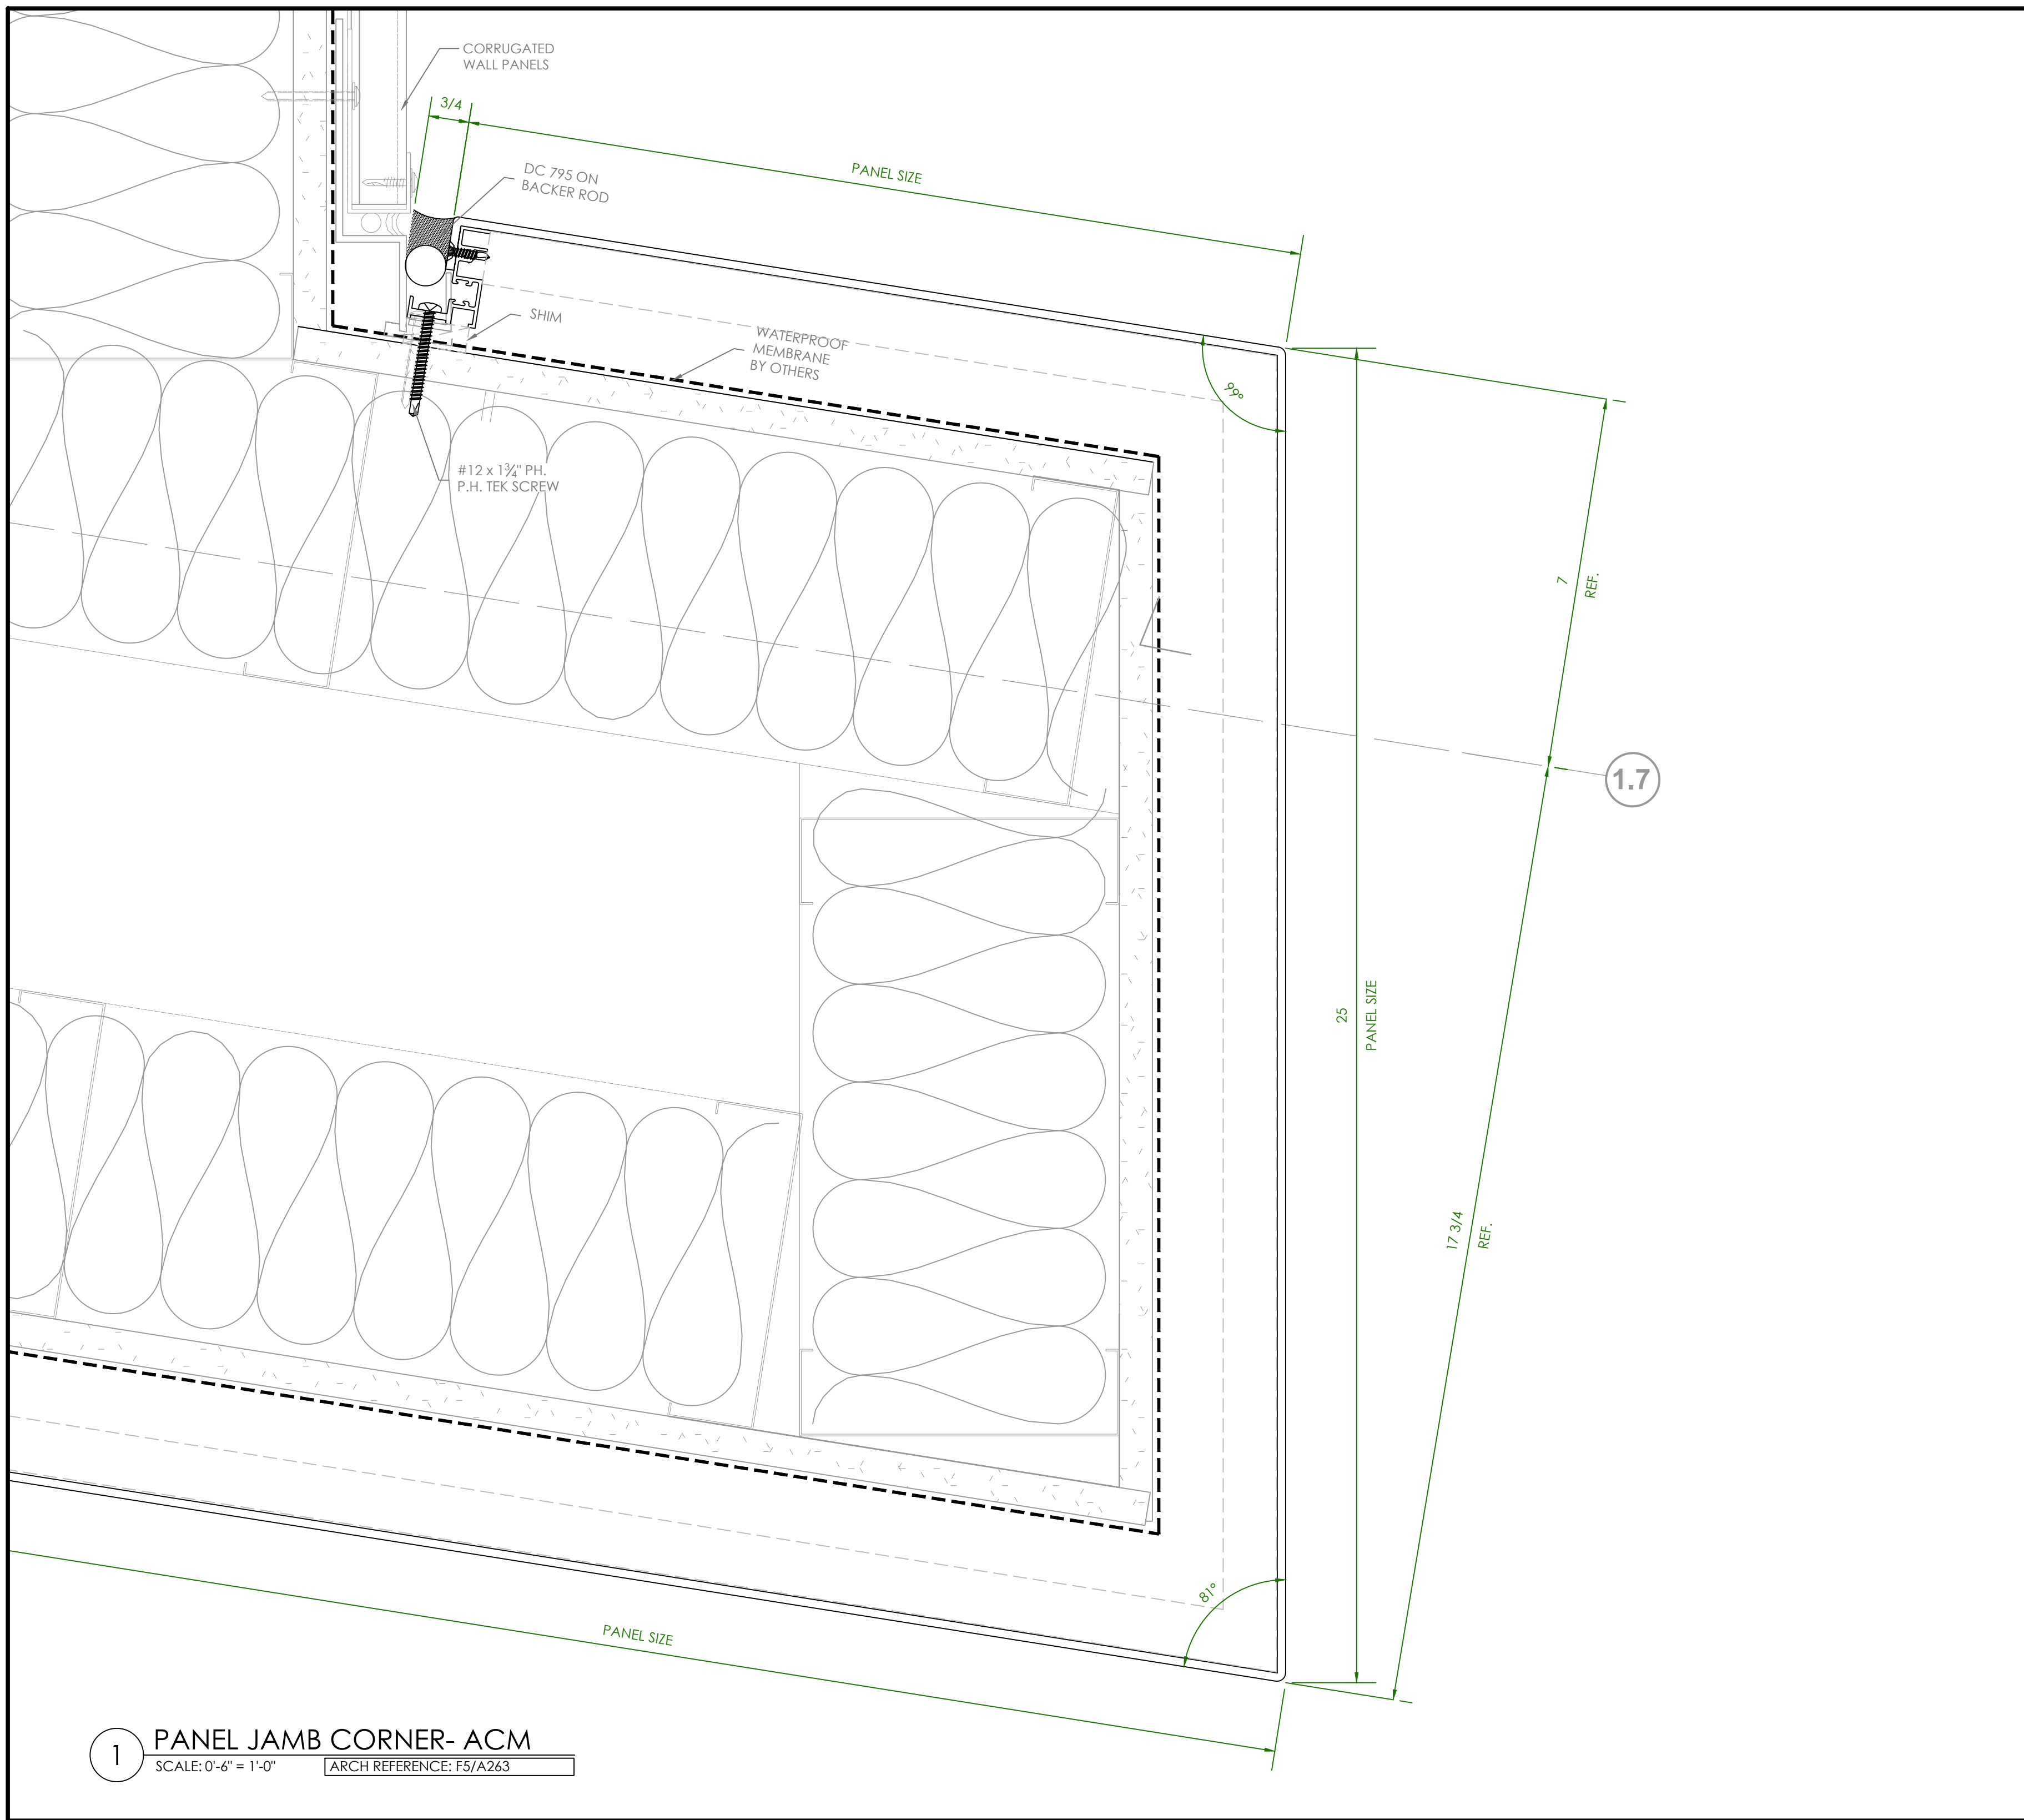 CORRUGATED
WALL PANELS
3/4
PANEL SIZE
DC 795 ON
BACKER ROD
SHIM
WATERPROOF
MEMBRANE
BY OTHERS
99°
#12 x 1¾" PH.
P.H. TEK SCREW
7
REF.
1.7
25
PANEL SIZE
17 3/4
REF.
81°
PANEL SIZE
1
PANEL JAMB CORNER- ACM
SCALE: 0'-6" = 1'-0"
ARCH REFERENCE: F5/A263